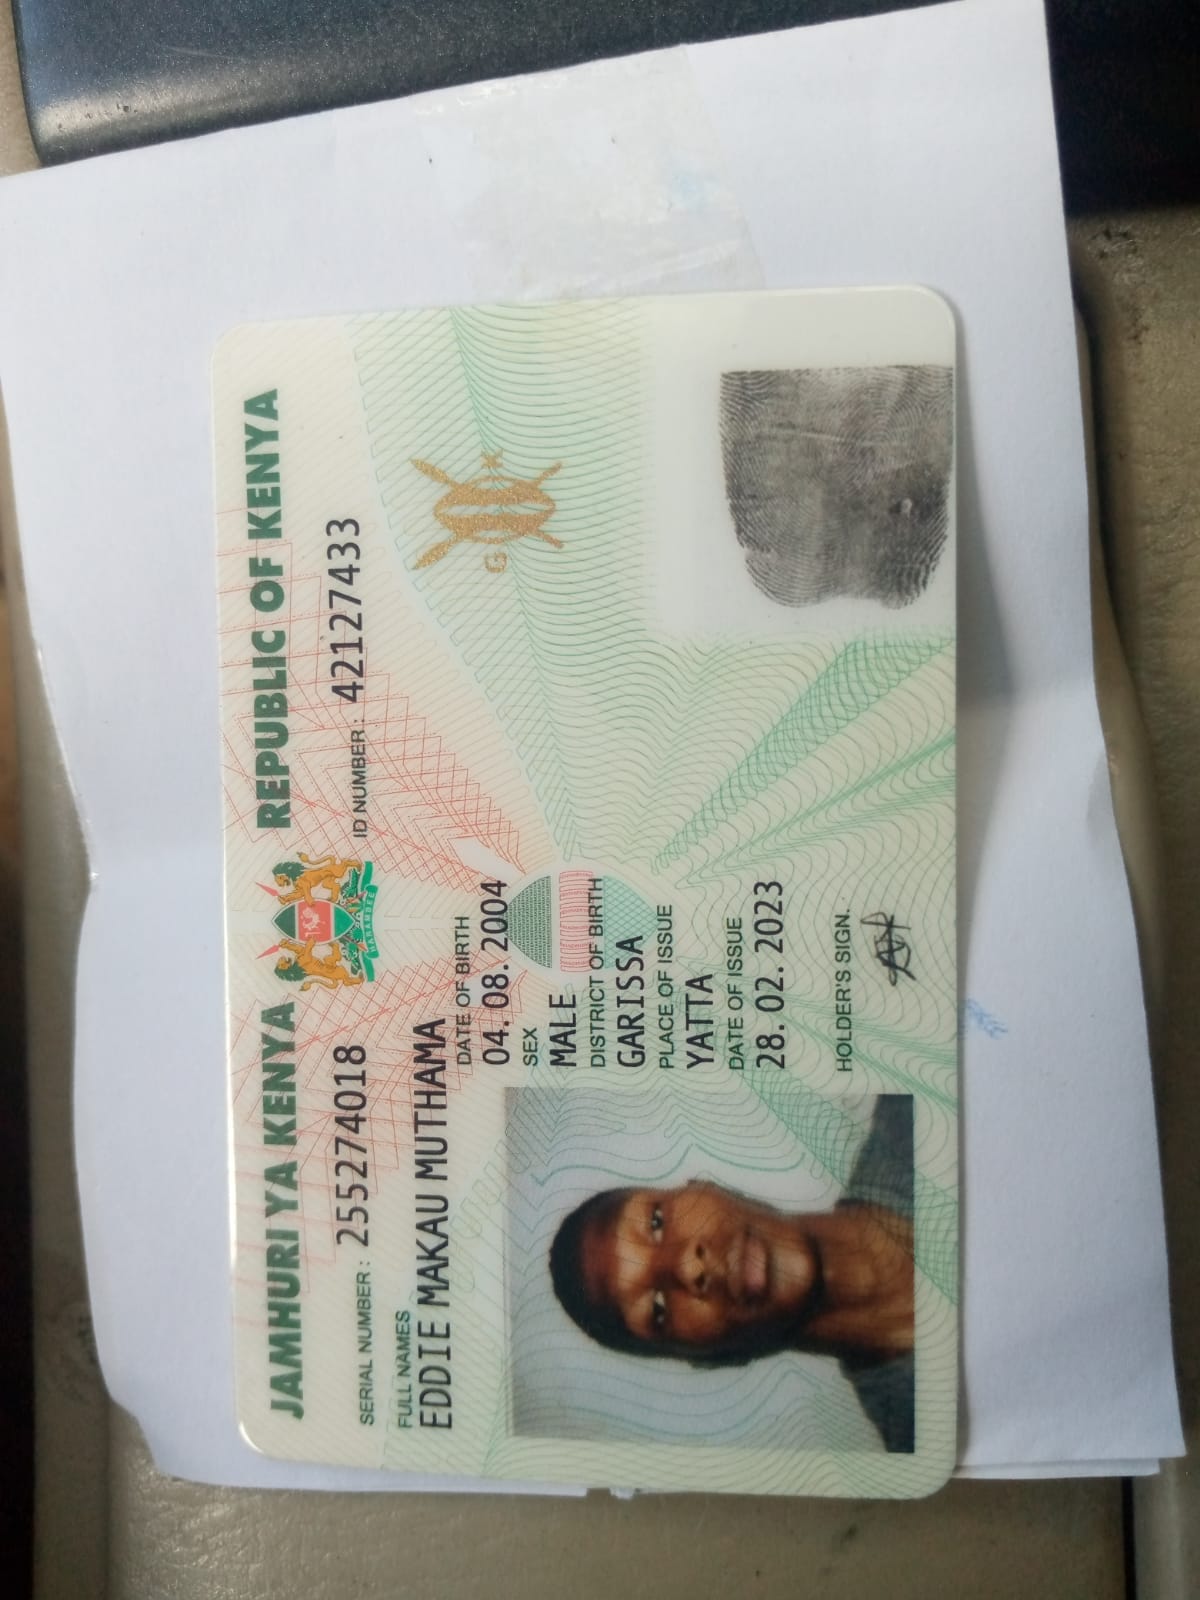 JAMHURI YA KENYA REPUBLIC OF KENYA
SERIAL NUMBER: 255274018 ID NUMBER: 42127433
FULL NAMES
EDDIE MAKAU MUTHAMA
DATE OF BIRTH
04. 08. 2004
SEX
MALE
DISTRICT OF BIRTH
GARISSA
PLACE OF ISSUE
YATTA
DATE OF ISSUE
28. 02. 2023
HOLDER'S SIGN.
HARAMBEE
G K